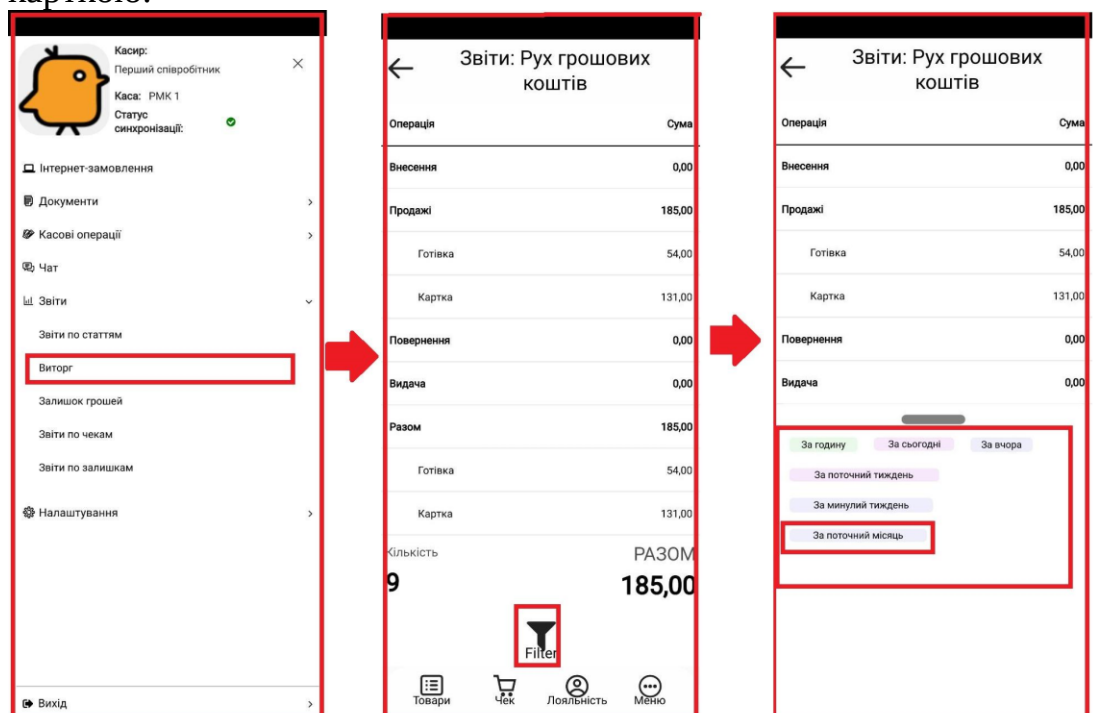 карткою.
Касир:
Перший співробітник
Каса: РМК 1
Статус
синхронізації:
Інтернет-замовлення
Документи
Касові операції
Чат
Звіти
Звіти по статтям
Виторг
Залишок грошей
Звіти по чекам
Звіти по залишкам
Налаштування
Вихід
Звіти: Рух грошових
коштів
Операція Сума
Внесення 0,00
Продажі 185,00
Готівка 54,00
Картка 131,00
Повернення 0,00
Видача 0,00
Разом 185,00
Готівка 54,00
Картка 131,00
Кількість РАЗОМ
9 185,00
Filter
Товари Чек Лояльність Меню
Звіти: Рух грошових
коштів
Операція Сума
Внесення 0,00
Продажі 185,00
Готівка 54,00
Картка 131,00
Повернення 0,00
Видача 0,00
За годину За сьогодні За вчора
За поточний тиждень
За минулий тиждень
За поточний місяць